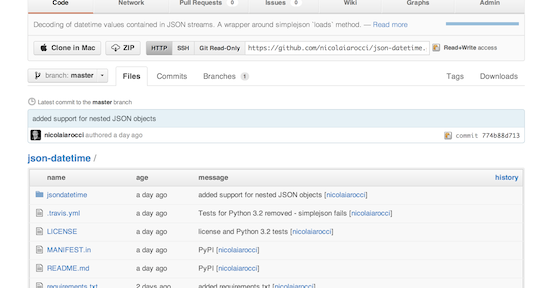 Code Network Pull Requests 0 Issues 0 Wiki Graphs Admin
Decoding of datetime values contained in JSON streams. A wrapper around simplejson `loads` method. — Read more
Clone in Mac ZIP HTTP SSH Git Read-Only https://github.com/nicolaiarocci/json-datetime. Read+Write access
branch: master Files Commits Branches 1 Tags Downloads
Latest commit to the master branch
added support for nested JSON objects
nicolaiarocci authored a day ago commit 774b88d713
json-datetime /
name age message history
jsondatetime a day ago added support for nested JSON objects [nicolaiarocci]
.travis.yml a day ago Tests for Python 3.2 removed - simplejson fails [nicolaiarocci]
LICENSE a day ago license and Python 3.2 tests [nicolaiarocci]
MANIFEST.in a day ago PyPI [nicolaiarocci]
README.md a day ago PyPI [nicolaiarocci]
requirements.txt 2 days ago added requirements.txt [nicolaiarocci]